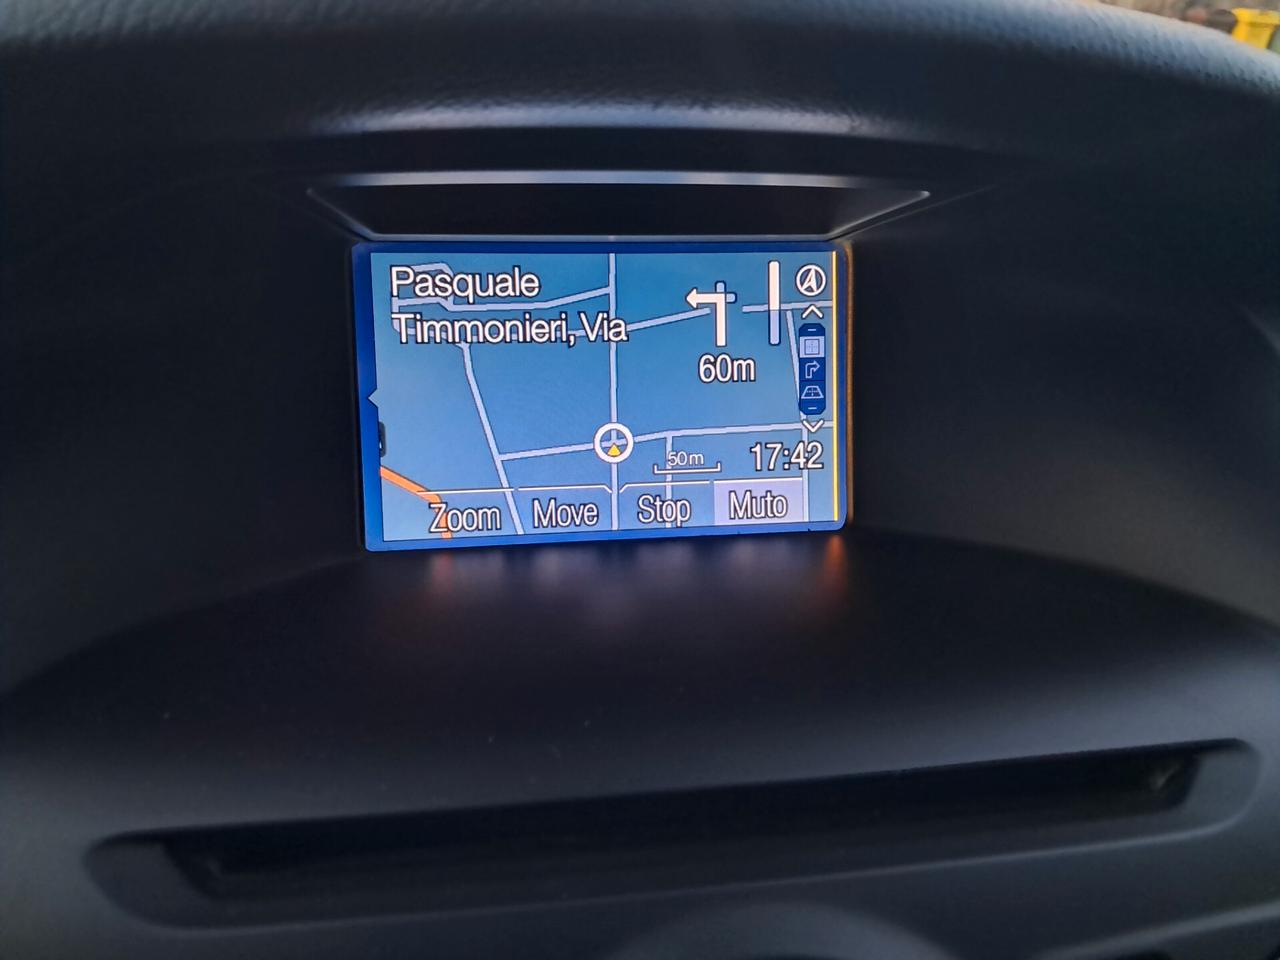 Pasquale
Timmonieri, Via
60m
50m
17:42
Zoom Move Stop Muto